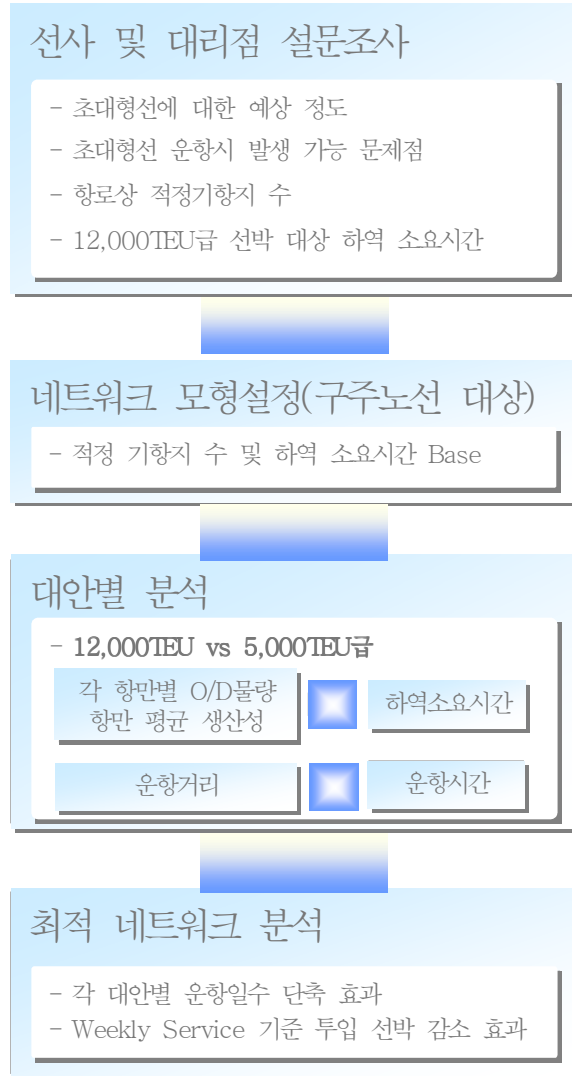 선사 및 대리점 설문조사
- 초대형선에 대한 예상 정도
- 초대형선 운항시 발생 가능 문제점
- 항로상 적정기항지 수
- 12,000TEU급 선박 대상 하역 소요시간
네트워크 모형설정(구주노선 대상)
- 적정 기항지 수 및 하역 소요시간 Base
대안별 분석
- 12,000TEU vs 5,000TEU급
각 항만별 O/D물량
항만 평균 생산성
하역소요시간
운항거리
운항시간
최적 네트워크 분석
- 각 대안별 운항일수 단축 효과
- Weekly Service 기준 투입 선박 감소 효과